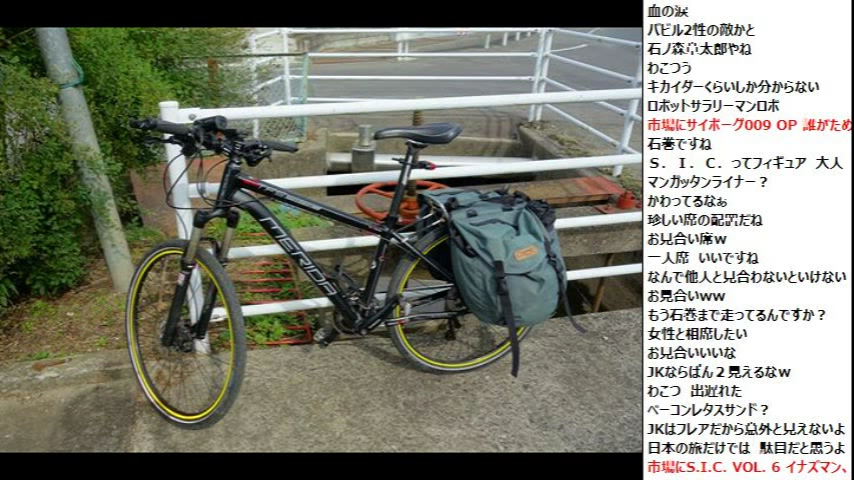 MERIDA
血の涙
バビル2性の敵かと
石ノ森章太郎やね
わこつう
キカイダーくらいしか分からない
ロボットサラリーマンロボ
市場にサイボーグ009 OP 誰がため
石巻ですね
Ｓ．Ｉ．Ｃ．ってフィギュア 大人
マンガッタンライナー？
かわってるなぁ
珍しい席の配置だね
お見合い席ｗ
一人席 いいですね
なんで他人と見合わないといけない
お見合いｗｗ
もう石巻まで走ってるんですか？
女性と相席したい
お見合いいいな
JKならぱん２見えるなｗ
わこつ 出遅れた
ベーコンレタスサンド？
JKはフレアだから意外と見えないよ
日本の旅だけでは 駄目だと思うよ
市場にS.I.C. VOL. 6 イナズマン、